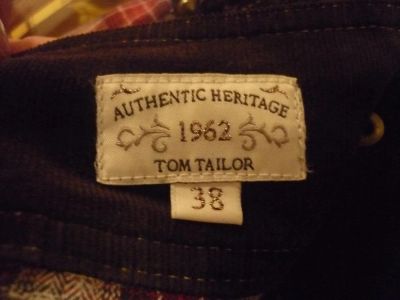 AUTHENTIC HERITAGE
1962
TOM TAILOR
38